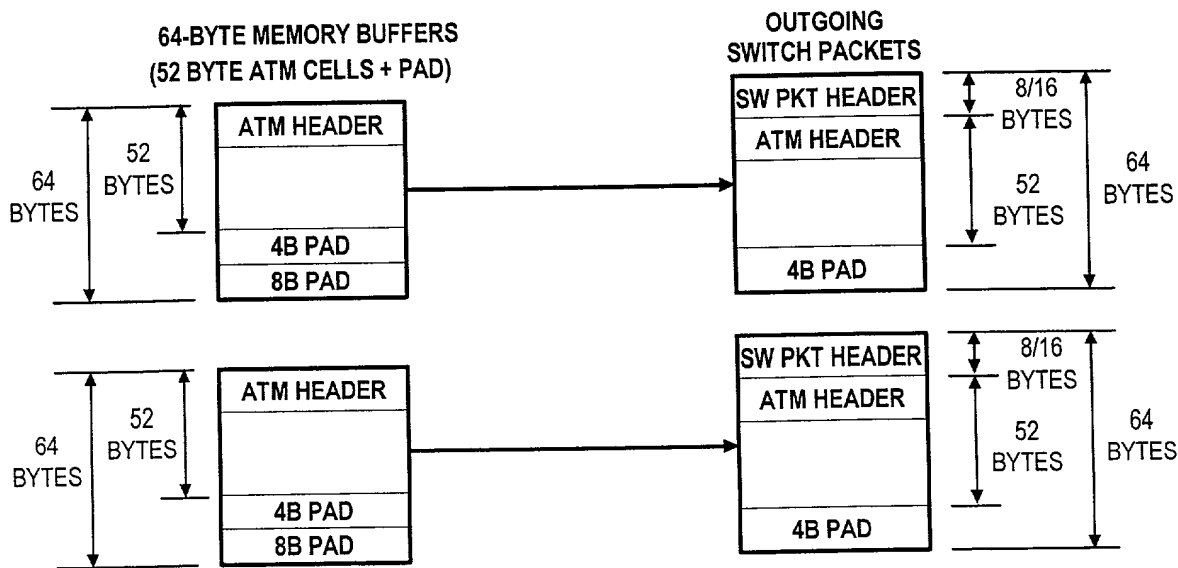 64-BYTE MEMORY BUFFERS
(52 BYTE ATM CELLS + PAD)
OUTGOING
SWITCH PACKETS
64
BYTES
52
BYTES
ATM HEADER
4B PAD
8B PAD
SW PKT HEADER
ATM HEADER
4B PAD
8/16
BYTES
52
BYTES
64
BYTES
64
BYTES
52
BYTES
ATM HEADER
4B PAD
8B PAD
SW PKT HEADER
ATM HEADER
4B PAD
8/16
BYTES
52
BYTES
64
BYTES